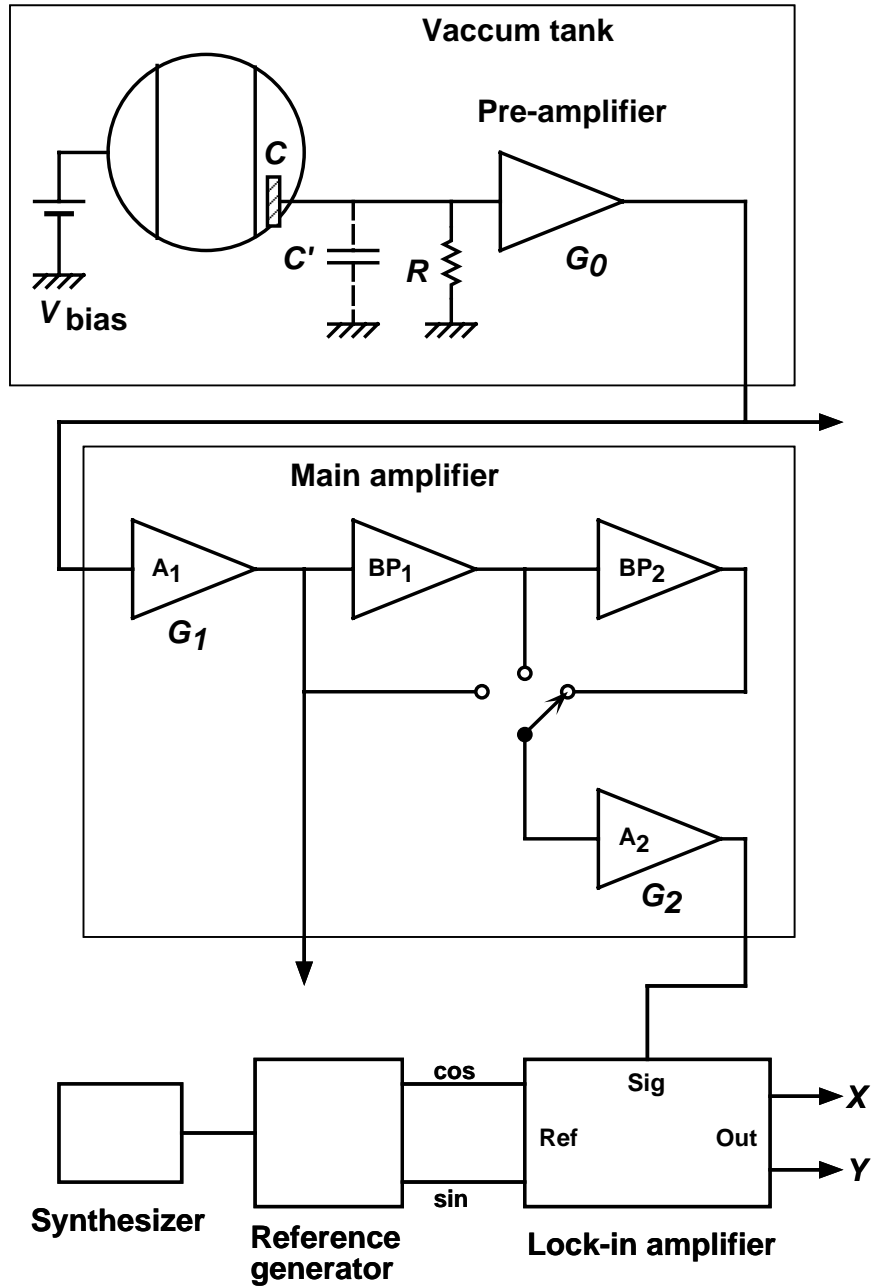 Vaccum tank
Pre-amplifier
C
C'
R
G0
V bias
Main amplifier
A1
BP1
BP2
G1
A2
G2
cos
Sig
X
Ref
Out
Y
sin
Synthesizer
Reference
generator
Lock-in amplifier